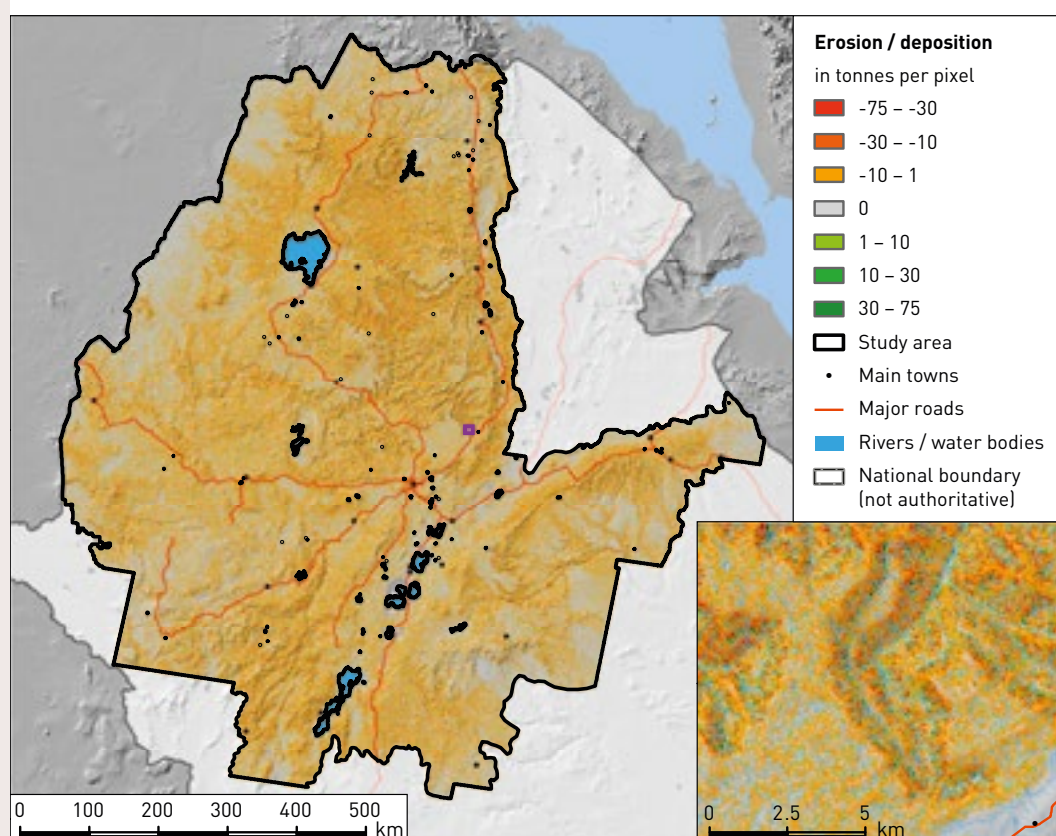 Erosion / deposition
in tonnes per pixel
-75 – -30
-30 – -10
-10 – 1
0
1 – 10
10 – 30
30 – 75
Study area
Main towns
Major roads
Rivers / water bodies
National boundary
(not authoritative)
0 100 200 300 400 500
km
0 2.5 5
km